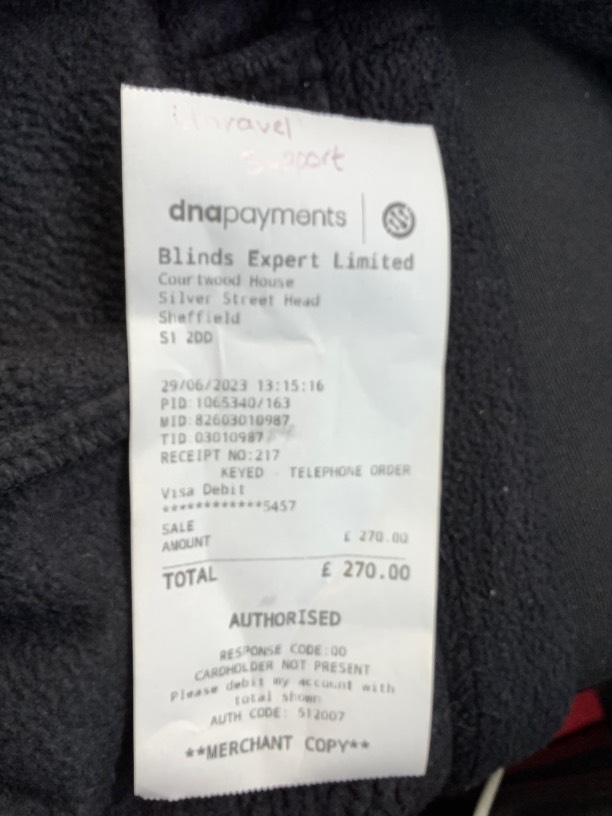 Unravel
Support
dnapayments
Blinds Expert Limited
Courtwood House
Silver Street Head
Sheffield
S1 2DD
29/06/2023 13:15:16
PID:1065340/163
MID:82603010987
TID:03010987
RECEIPT NO:217
KEYED - TELEPHONE ORDER
Visa Debit
************5457
SALE
AMOUNT £ 270.00
TOTAL £ 270.00
AUTHORISED
RESPONSE CODE:00
CARDHOLDER NOT PRESENT
Please debit my account with
total shown
AUTH CODE: 512007
**MERCHANT COPY**